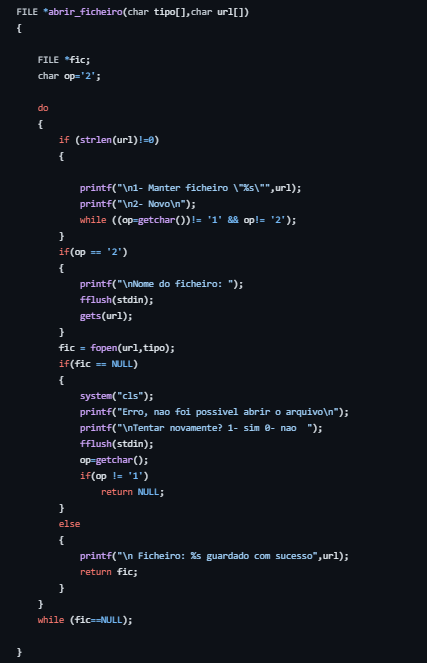 FILE *abrir_ficheiro(char tipo[],char url[])
{
FILE *fic;
char op='2';
do
{
if (strlen(url)!=0)
{
printf("\n1- Manter ficheiro \"%s\"",url);
printf("\n2- Novo\n");
while ((op=getchar())!= '1' && op!= '2');
}
if(op == '2')
{
printf("\nNome do ficheiro: ");
fflush(stdin);
gets(url);
}
fic = fopen(url,tipo);
if(fic == NULL)
{
system("cls");
printf("Erro, nao foi possivel abrir o arquivo\n");
printf("\nTentar novamente? 1- sim 0- nao  ");
fflush(stdin);
op=getchar();
if(op != '1')
return NULL;
}
else
{
printf("\n Ficheiro: %s guardado com sucesso",url);
return fic;
}
}
while (fic==NULL);
}